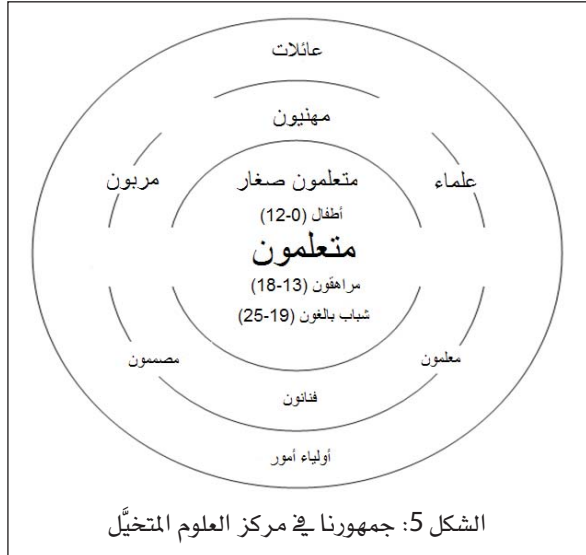 عائلات
مهنيون
علماء
مربون
متعلمون صغار
أطفال (0-12)
متعلمون
مراهقون (13-18)
شباب بالغون (19-25)
معلمون
مصممون
فنانون
أولياء أمور
الشكل 5: جمهورنا في مركز العلوم المتخيَّل